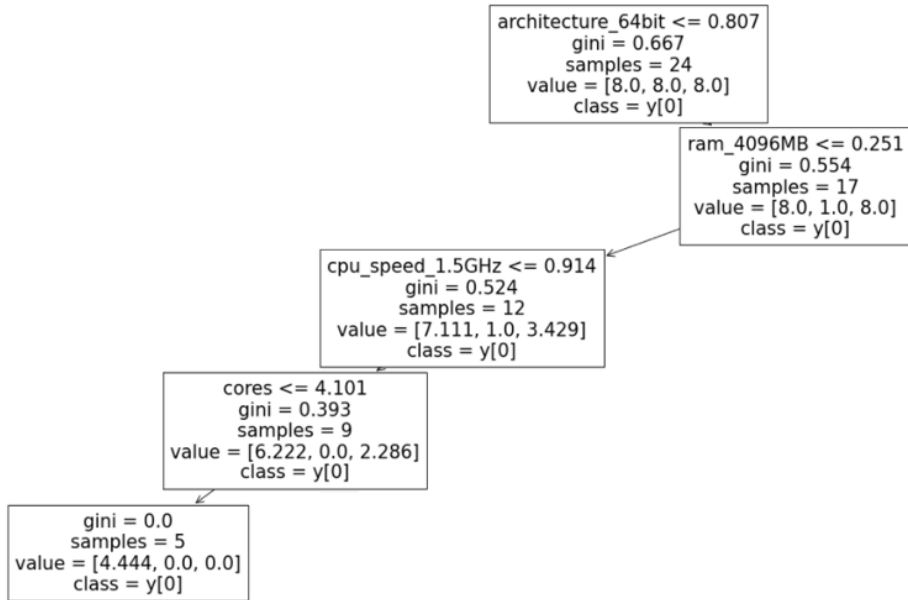 architecture_64bit <= 0.807
gini = 0.667
samples = 24
value = [8.0, 8.0, 8.0]
class = y[0]
ram_4096MB <= 0.251
gini = 0.554
samples = 17
value = [8.0, 1.0, 8.0]
class = y[0]
cpu_speed_1.5GHz <= 0.914
gini = 0.524
samples = 12
value = [7.111, 1.0, 3.429]
class = y[0]
cores <= 4.101
gini = 0.393
samples = 9
value = [6.222, 0.0, 2.286]
class = y[0]
gini = 0.0
samples = 5
value = [4.444, 0.0, 0.0]
class = y[0]